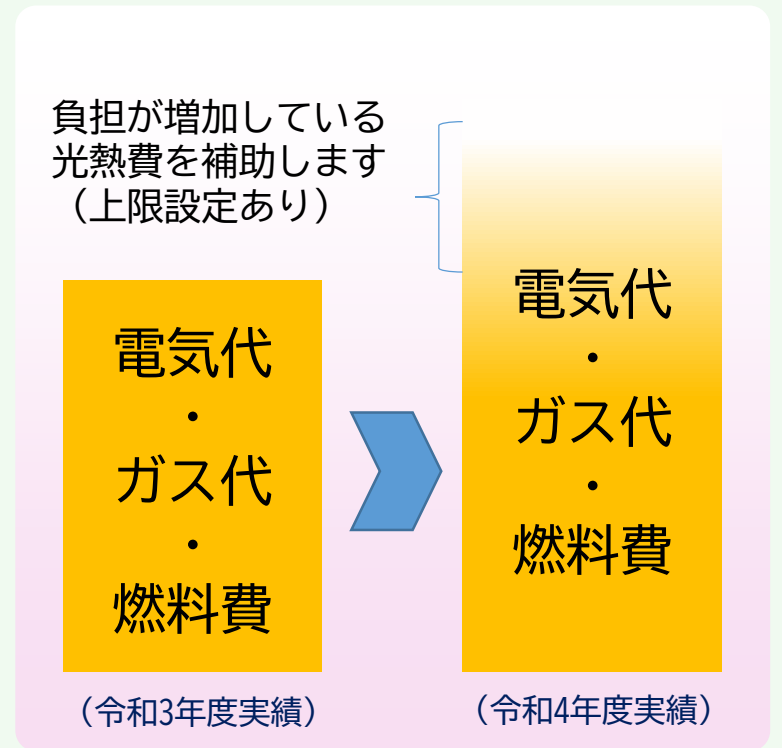 負担が増加している
光熱費を補助します
（上限設定あり）
電気代
・
ガス代
・
燃料費
（令和3年度実績）
電気代
・
ガス代
・
燃料費
（令和4年度実績）